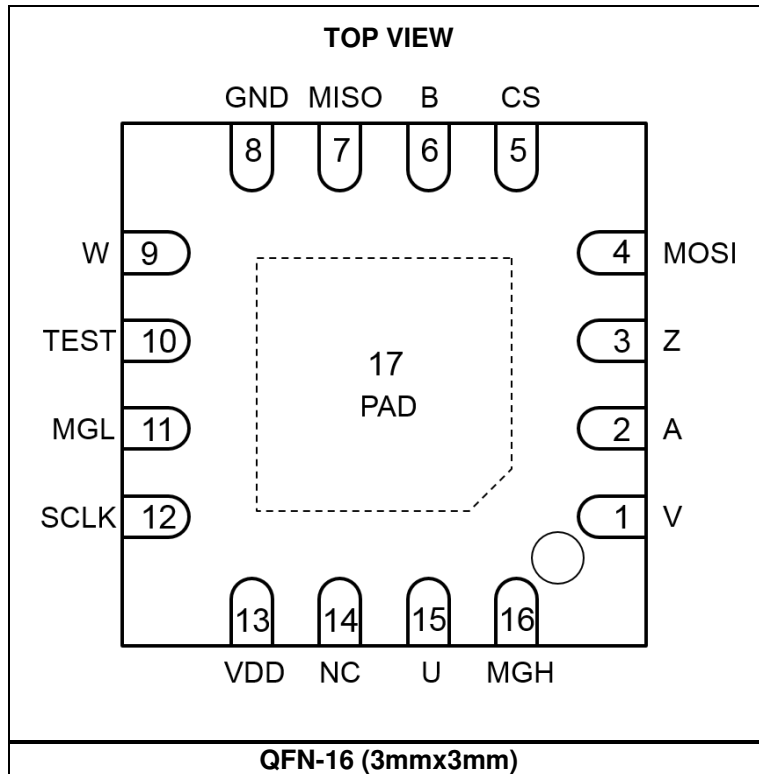 TOP VIEW
GND MISO B CS
8 7 6 5
W 9 4 MOSI
TEST 10 3 Z
17
PAD
MGL 11 2 A
SCLK 12 1 V
13 14 15 16
VDD NC U MGH
QFN-16 (3mmx3mm)